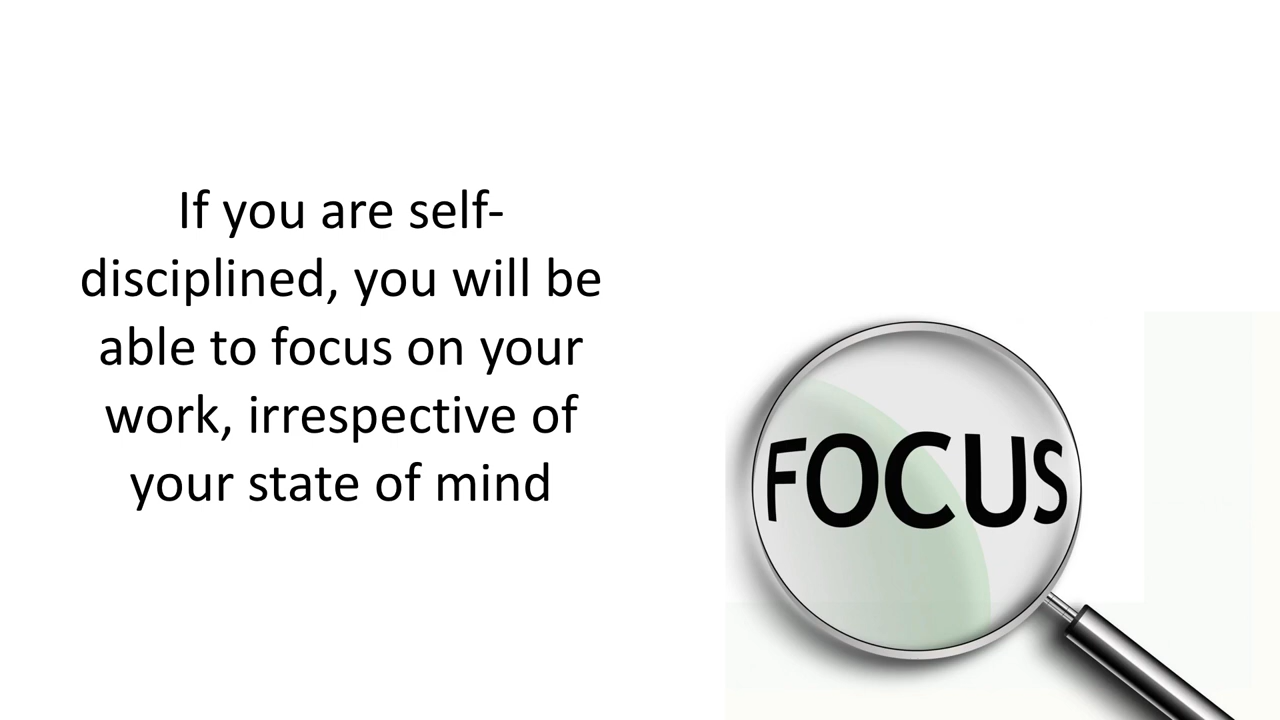 If you are self-
disciplined, you will be
able to focus on your
work, irrespective of
your state of mind
FOCUS